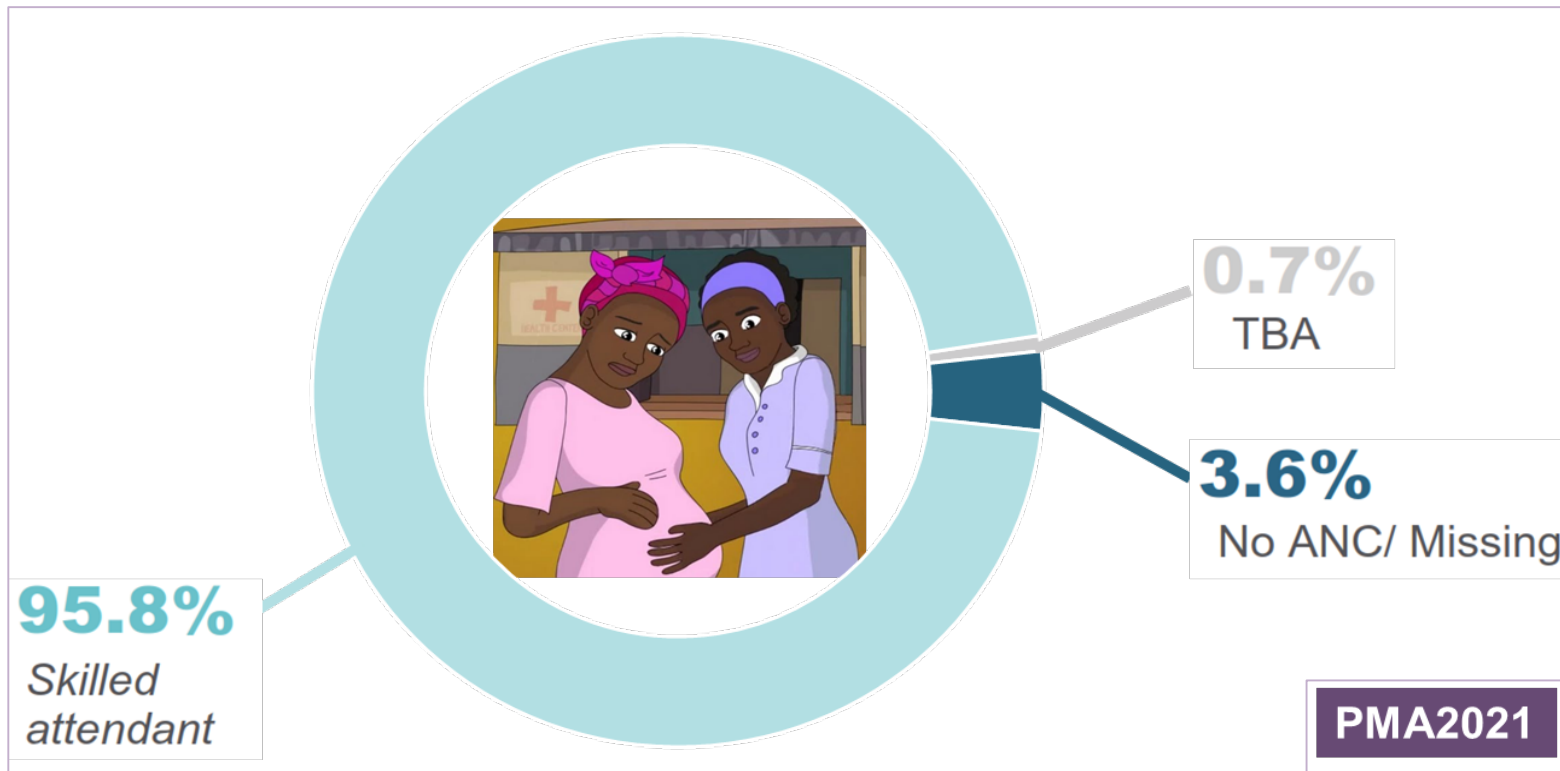 0.7%
TBA
3.6%
No ANC/ Missing
95.8%
Skilled
attendant
PMA2021